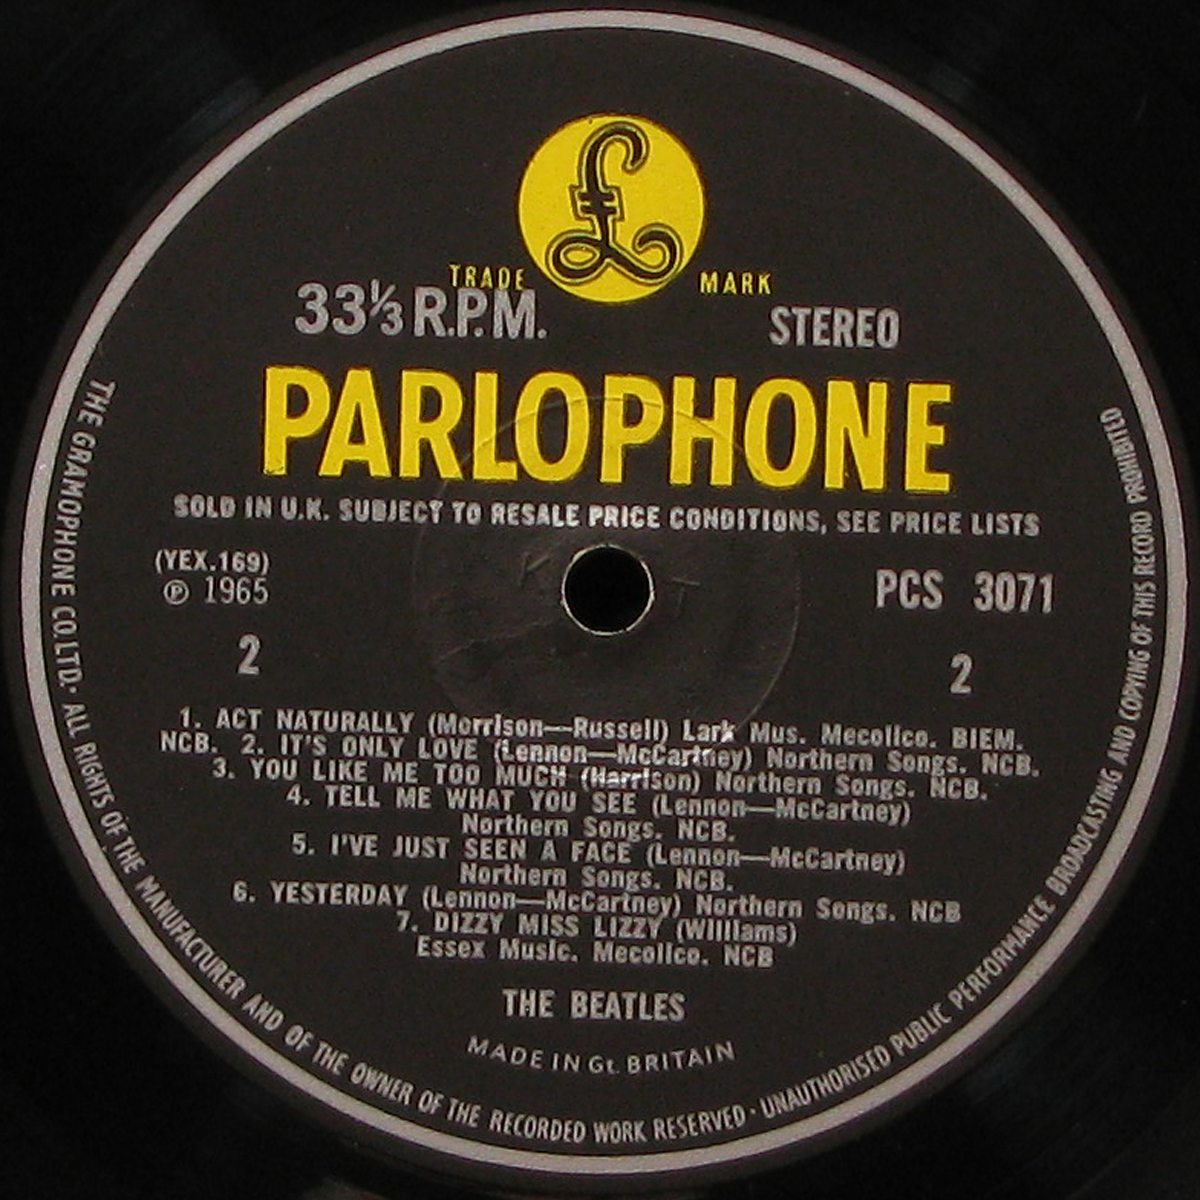 £
TRADE MARK
33⅓ R.P.M. STEREO
PARLOPHONE
SOLD IN U.K. SUBJECT TO RESALE PRICE CONDITIONS, SEE PRICE LISTS
(YEX.169)
℗ 1965
PCS 3071
2 2
1. ACT NATURALLY (Morrison—Russell) Lark Mus. Mecolico. BIEM.
NCB. 2. IT'S ONLY LOVE (Lennon—McCartney) Northern Songs. NCB.
3. YOU LIKE ME TOO MUCH (Harrison) Northern Songs. NCB.
4. TELL ME WHAT YOU SEE (Lennon—McCartney)
Northern Songs. NCB.
5. I'VE JUST SEEN A FACE (Lennon—McCartney)
Northern Songs. NCB.
6. YESTERDAY (Lennon—McCartney) Northern Songs. NCB
7. DIZZY MISS LIZZY (Williams)
Essex Music. Mecolico. NCB
THE BEATLES
MADE IN Gt. BRITAIN
THE GRAMOPHONE CO. LTD. · ALL RIGHTS OF THE MANUFACTURER AND OF THE OWNER OF THE RECORDED WORK RESERVED · UNAUTHORISED PUBLIC PERFORMANCE BROADCASTING AND COPYING OF THIS RECORD PROHIBITED
K T